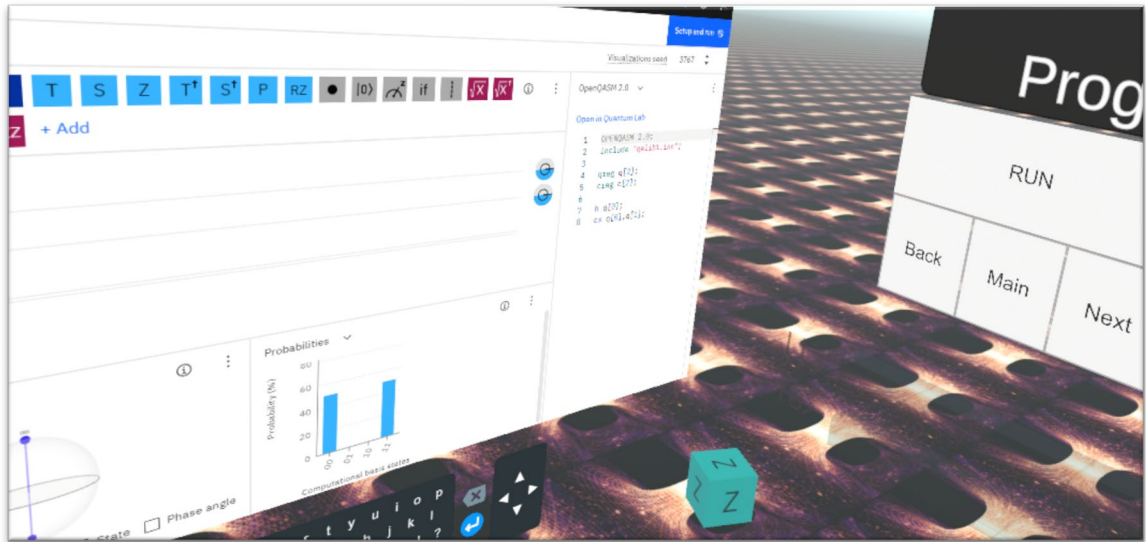 Setup and run
Visualizations seed 3767
T S Z T† S† P RZ |0⟩ z if √X √X†
Z + Add
OpenQASM 2.0
Open in Quantum Lab
1 OPENQASM 2.0;
2 include "qelib1.inc";
3
4 qreg q[2];
5 creg c[2];
6
7 h q[0];
8 cx q[0],q[1];
Prog
RUN
Back Main Next
Probabilities
Probability (%)
80
60
40
20
0
00 01 10 11
Computational basis states
State Phase angle
t y u i o p
h j k l
?
Z
Z
Z